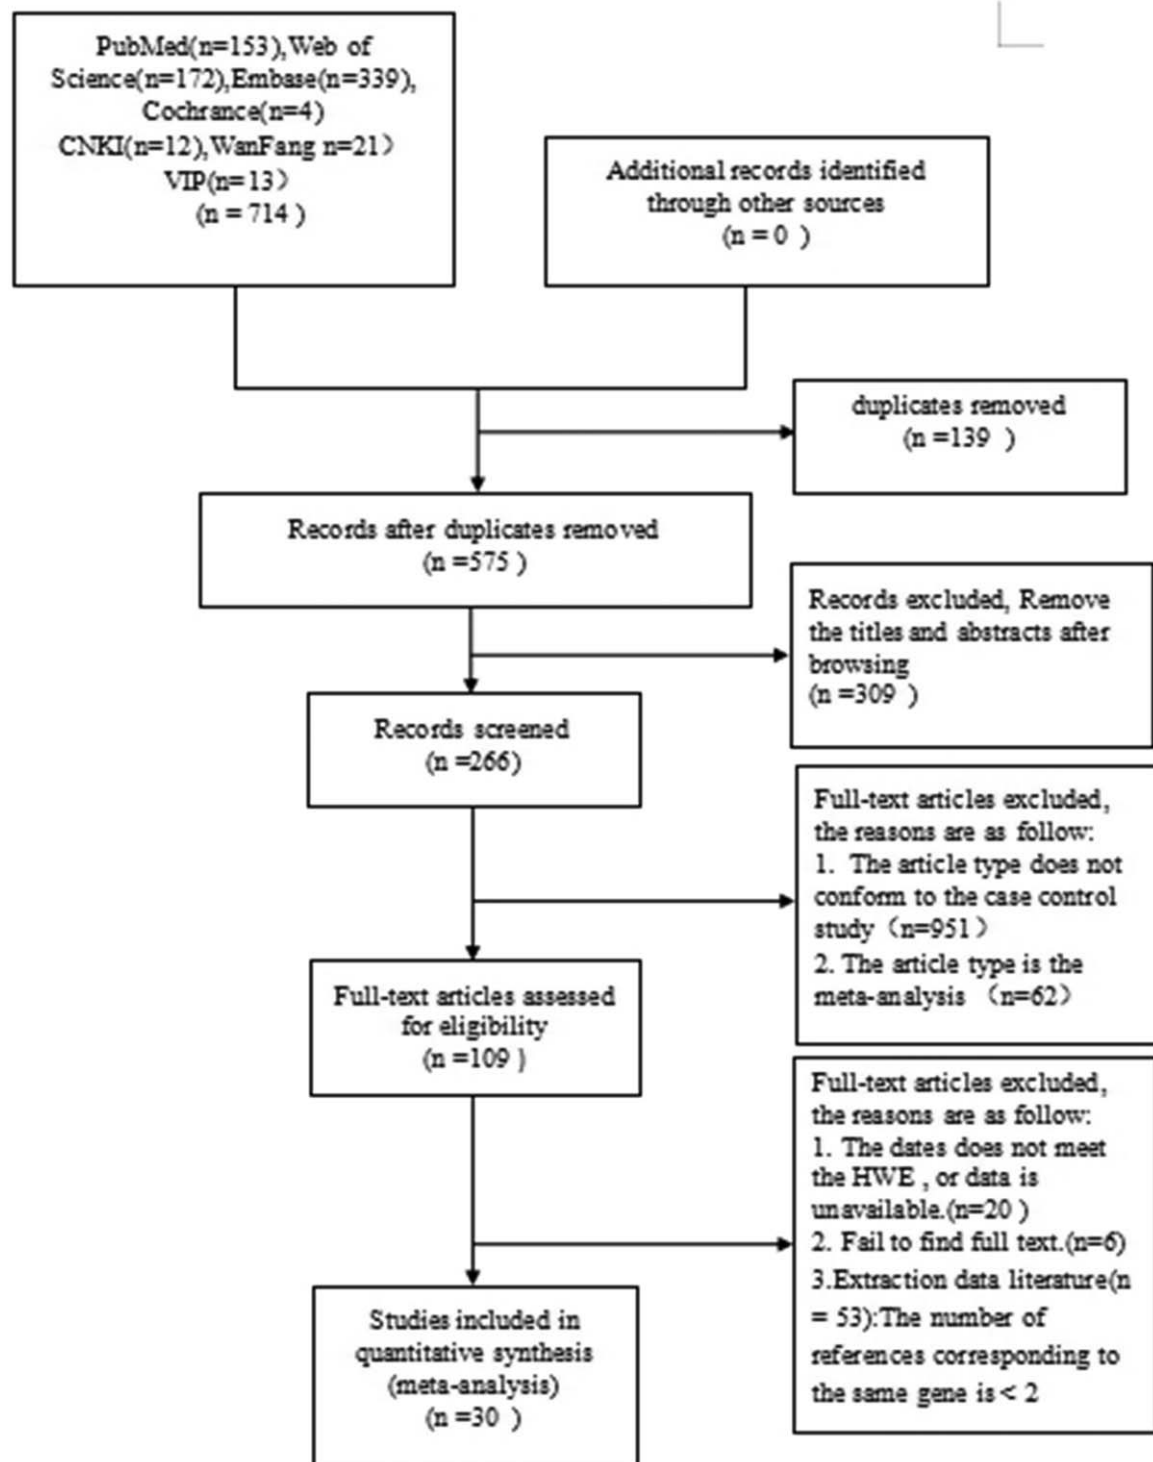 PubMed(n=153),Web of
Science(n=172),Embase(n=339),
Cochrance(n=4)
CNKI(n=12),WanFang n=21）
VIP(n=13）
(n = 714 )
Additional records identified
through other sources
(n = 0 )
duplicates removed
(n =139 )
Records after duplicates removed
(n =575 )
Records excluded, Remove
the titles and abstracts after
browsing
(n =309 )
Records screened
(n =266)
Full-text articles excluded,
the reasons are as follow:
1. The article type does not
conform to the case control
study（n=951）
2. The article type is the
meta-analysis （n=62）
Full-text articles assessed
for eligibility
(n =109 )
Full-text articles excluded,
the reasons are as follow:
1. The dates does not meet
the HWE , or data is
unavailable.(n=20 )
2. Fail to find full text.(n=6)
3.Extraction data literature(n
= 53):The number of
references corresponding to
the same gene is < 2
Studies included in
quantitative synthesis
(meta-analysis)
(n =30 )